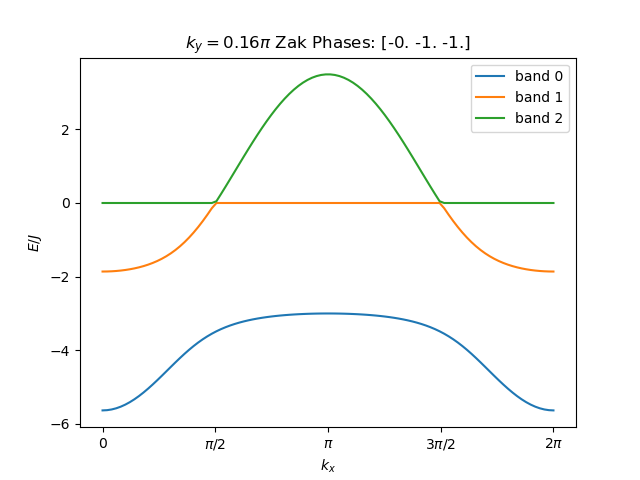 k_y = 0.16π Zak Phases: [-0. -1. -1.]
band 0
band 1
band 2
2
0
−2
−4
−6
E/J
0
π/2
π
3π/2
2π
k_x